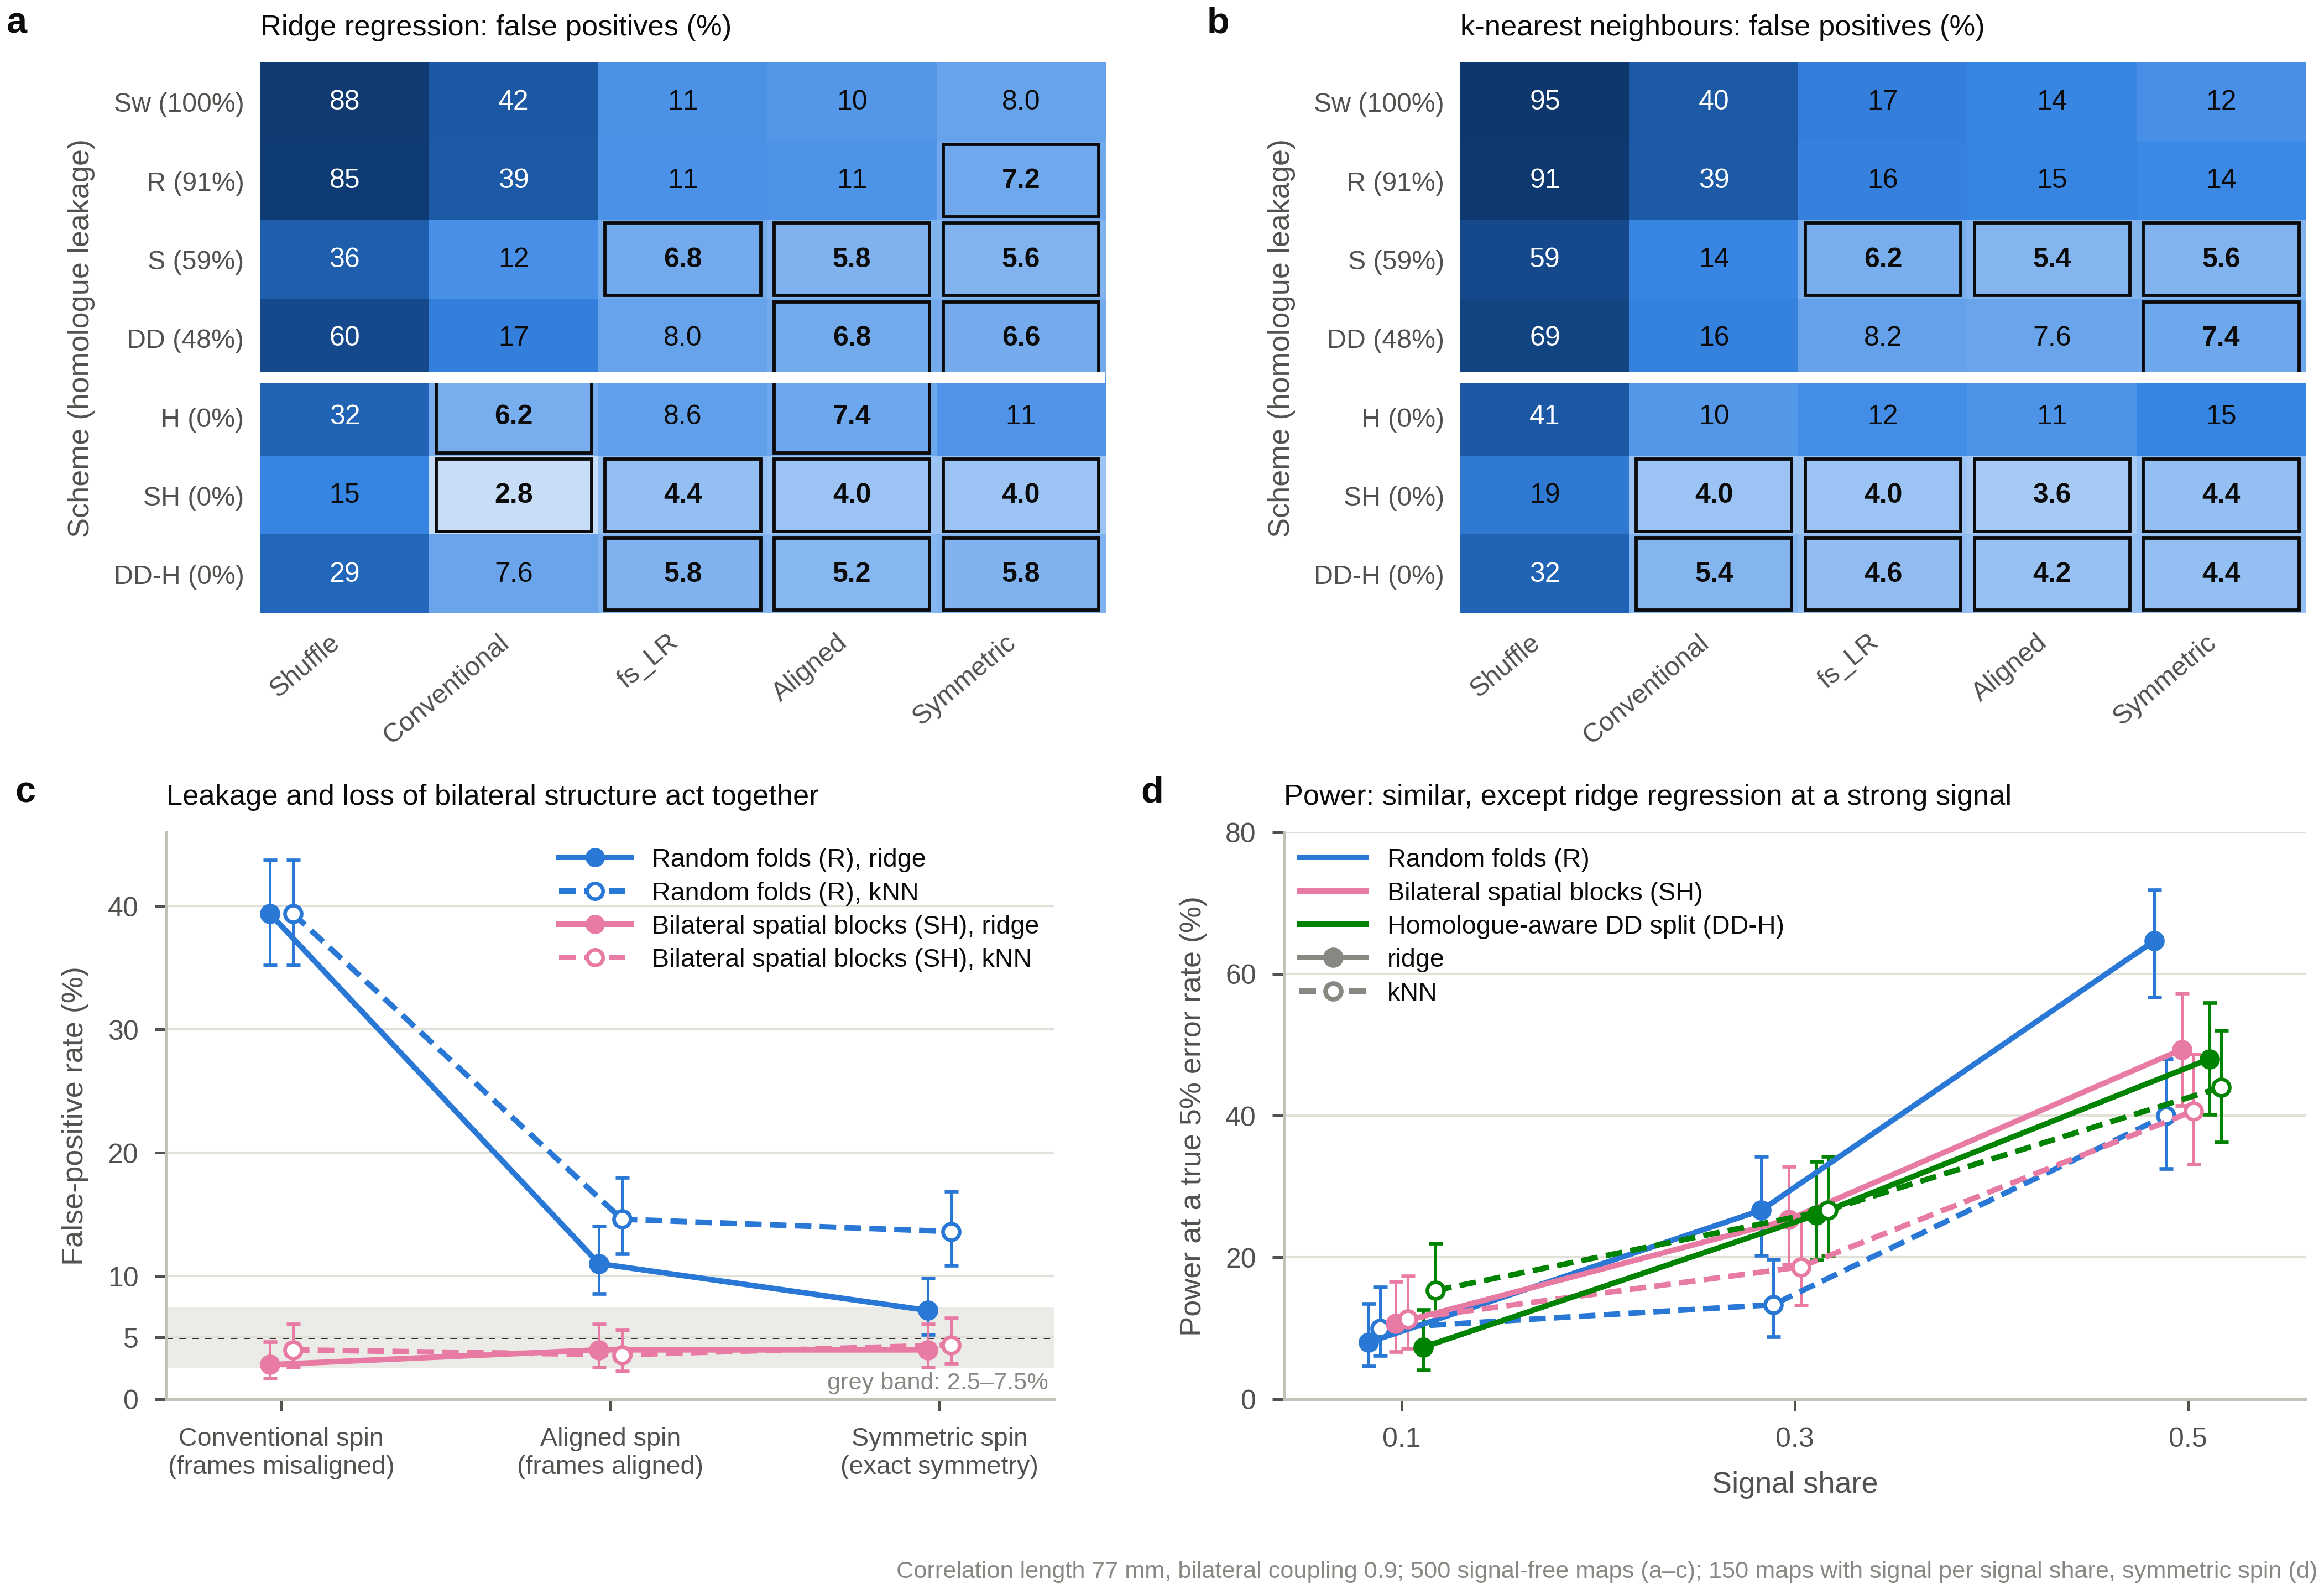 a
Ridge regression: false positives (%)
Scheme (homologue leakage)
Sw (100%) 88 42 11 10 8.0
R (91%) 85 39 11 11 7.2
S (59%) 36 12 6.8 5.8 5.6
DD (48%) 60 17 8.0 6.8 6.6
H (0%) 32 6.2 8.6 7.4 11
SH (0%) 15 2.8 4.4 4.0 4.0
DD-H (0%) 29 7.6 5.8 5.2 5.8
Shuffle Conventional fs_LR Aligned Symmetric
b
k-nearest neighbours: false positives (%)
Scheme (homologue leakage)
Sw (100%) 95 40 17 14 12
R (91%) 91 39 16 15 14
S (59%) 59 14 6.2 5.4 5.6
DD (48%) 69 16 8.2 7.6 7.4
H (0%) 41 10 12 11 15
SH (0%) 19 4.0 4.0 3.6 4.4
DD-H (0%) 32 5.4 4.6 4.2 4.4
Shuffle Conventional fs_LR Aligned Symmetric
c
Leakage and loss of bilateral structure act together
False-positive rate (%)
40
30
20
10
5
0
Random folds (R), ridge
Random folds (R), kNN
Bilateral spatial blocks (SH), ridge
Bilateral spatial blocks (SH), kNN
grey band: 2.5–7.5%
Conventional spin
(frames misaligned)
Aligned spin
(frames aligned)
Symmetric spin
(exact symmetry)
d
Power: similar, except ridge regression at a strong signal
Power at a true 5% error rate (%)
80
60
40
20
0
Random folds (R)
Bilateral spatial blocks (SH)
Homologue-aware DD split (DD-H)
ridge
kNN
0.1 0.3 0.5
Signal share
Correlation length 77 mm, bilateral coupling 0.9; 500 signal-free maps (a–c); 150 maps with signal per signal share, symmetric spin (d)